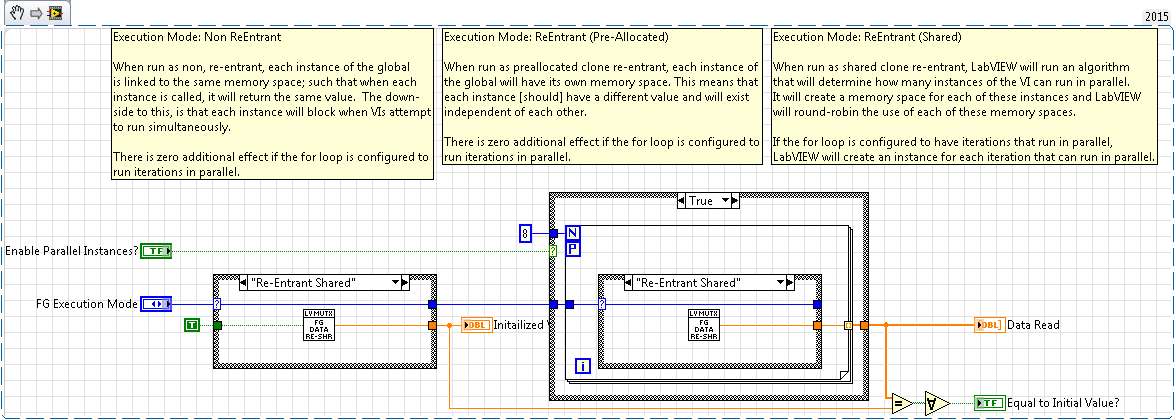 2015
Execution Mode: Non ReEntrant
When run as non, re-entrant, each instance of the global
is linked to the same memory space; such that when each
instance is called, it will return the same value.  The down-
side to this, is that each instance will block when VIs attempt
to run simultaneously.
There is zero additional effect if the for loop is configured to
run iterations in parallel.
Execution Mode: ReEntrant (Pre-Allocated)
When run as preallocated clone re-entrant, each instance of
the global will have its own memory space. This means that
each instance [should] have a different value and will exist
independent of each other.
There is zero additional effect if the for loop is configured to
run iterations in parallel.
Execution Mode: ReEntrant (Shared)
When run as shared clone re-entrant, LabVIEW will run an algorithm
that will determine how many instances of the VI can run in parallel.
It will create a memory space for each of these instances and LabVIEW
will round-robin the use of each of these memory spaces.
If the for loop is configured to have iterations that run in parallel,
LabVIEW will create an instance for each iteration that can run in parallel.
True
8
N
P
Enable Parallel Instances?
TF
?
"Re-Entrant Shared"
"Re-Entrant Shared"
FG Execution Mode
?
?
T
LVMUTX
FG
DATA
RE-SHR
DBL
Initailized
LVMUTX
FG
DATA
RE-SHR
DBL
Data Read
i
=
∀
TF
Equal to Initial Value?